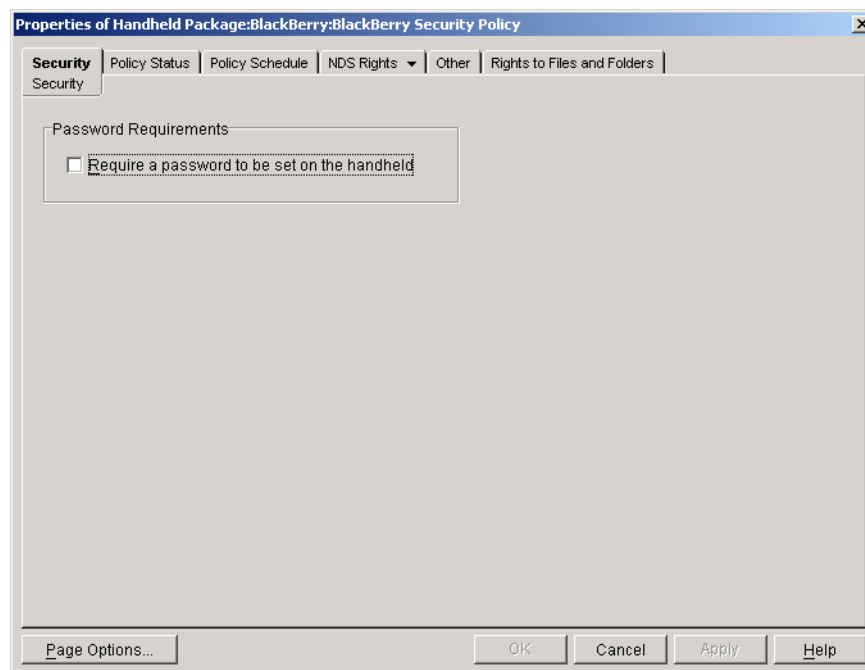 Properties of Handheld Package:BlackBerry:BlackBerry Security Policy
Security Policy Status Policy Schedule NDS Rights Other Rights to Files and Folders
Security
Password Requirements
Require a password to be set on the handheld
Page Options... OK Cancel Apply Help